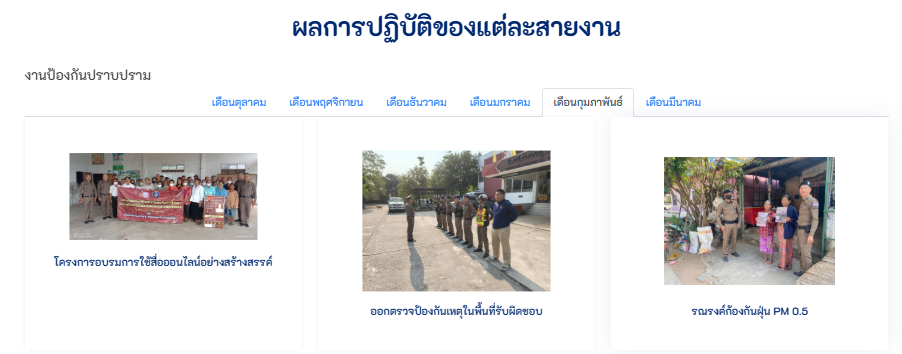 ผลการปฏิบัติของแต่ละสายงาน
งานป้องกันปราบปราม
เดือนตุลาคม เดือนพฤศจิกายน เดือนธันวาคม เดือนมกราคม เดือนกุมภาพันธ์ เดือนมีนาคม
โครงการอบรมการใช้สื่อออนไลน์อย่างสร้างสรรค์
ออกตรวจป้องกันเหตุในพื้นที่รับผิดชอบ
รณรงค์ก้องกันฝุ่น PM 0.5